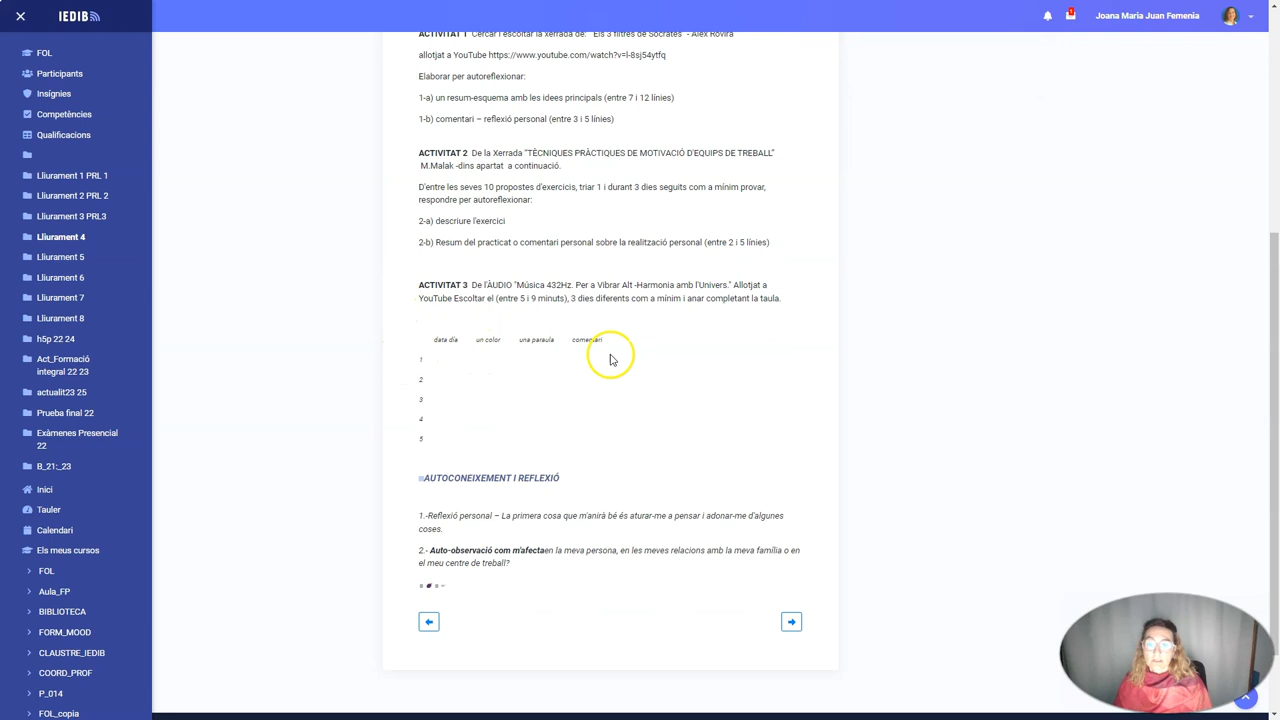 IEDIB
Joana Maria Juan Femenia
FOL
Participants
Insígnies
Competències
Qualificacions
Lliurament 1 PRL 1
Lliurament 2 PRL 2
Lliurament 3 PRL3
Lliurament 4
Lliurament 5
Lliurament 6
Lliurament 7
Lliurament 8
h5p 22 24
Act_Formació
integral 22 23
actualit23 25
Prueba final 22
Exàmenes Presencial
22
B_21:_23
Inici
Tauler
Calendari
Els meus cursos
FOL
Aula_FP
BIBLIOTECA
FORM_MOOD
CLAUSTRE_IEDIB
COORD_PROF
P_014
FOL_copia
ACTIVITAT 1 Cercar i escoltar la xerrada de: "Els 3 filtres de Sòcrates" - Alex Rovira
allotjat a YouTube https://www.youtube.com/watch?v=l-8sj54ytfq
Elaborar per autoreflexionar:
1-a) un resum-esquema amb les idees principals (entre 7 i 12 línies)
1-b) comentari – reflexió personal (entre 3 i 5 línies)
ACTIVITAT 2 De la Xerrada "TÈCNIQUES PRÀCTIQUES DE MOTIVACIÓ D'EQUIPS DE TREBALL"
M.Malak -dins apartat a continuació.
D'entre les seves 10 propostes d'exercicis, triar 1 i durant 3 dies seguits com a mínim provar,
respondre per autoreflexionar:
2-a) descriure l'exercici
2-b) Resum del practicat o comentari personal sobre la realització personal (entre 2 i 5 línies)
ACTIVITAT 3 De l'ÀUDIO "Música 432Hz. Per a Vibrar Alt -Harmonia amb l'Univers." Allotjat a
YouTube Escoltar el (entre 5 i 9 minuts), 3 dies diferents com a mínim i anar completant la taula.
data día un color una paraula comentari
1
2
3
4
5
AUTOCONEIXEMENT I REFLEXIÓ
1.-Reflexió personal – La primera cosa que m'anirà bé és aturar-me a pensar i adonar-me d'algunes
coses.
2.- Auto-observació com m'afectaen la meva persona, en les meves relacions amb la meva família o en
el meu centre de treball?